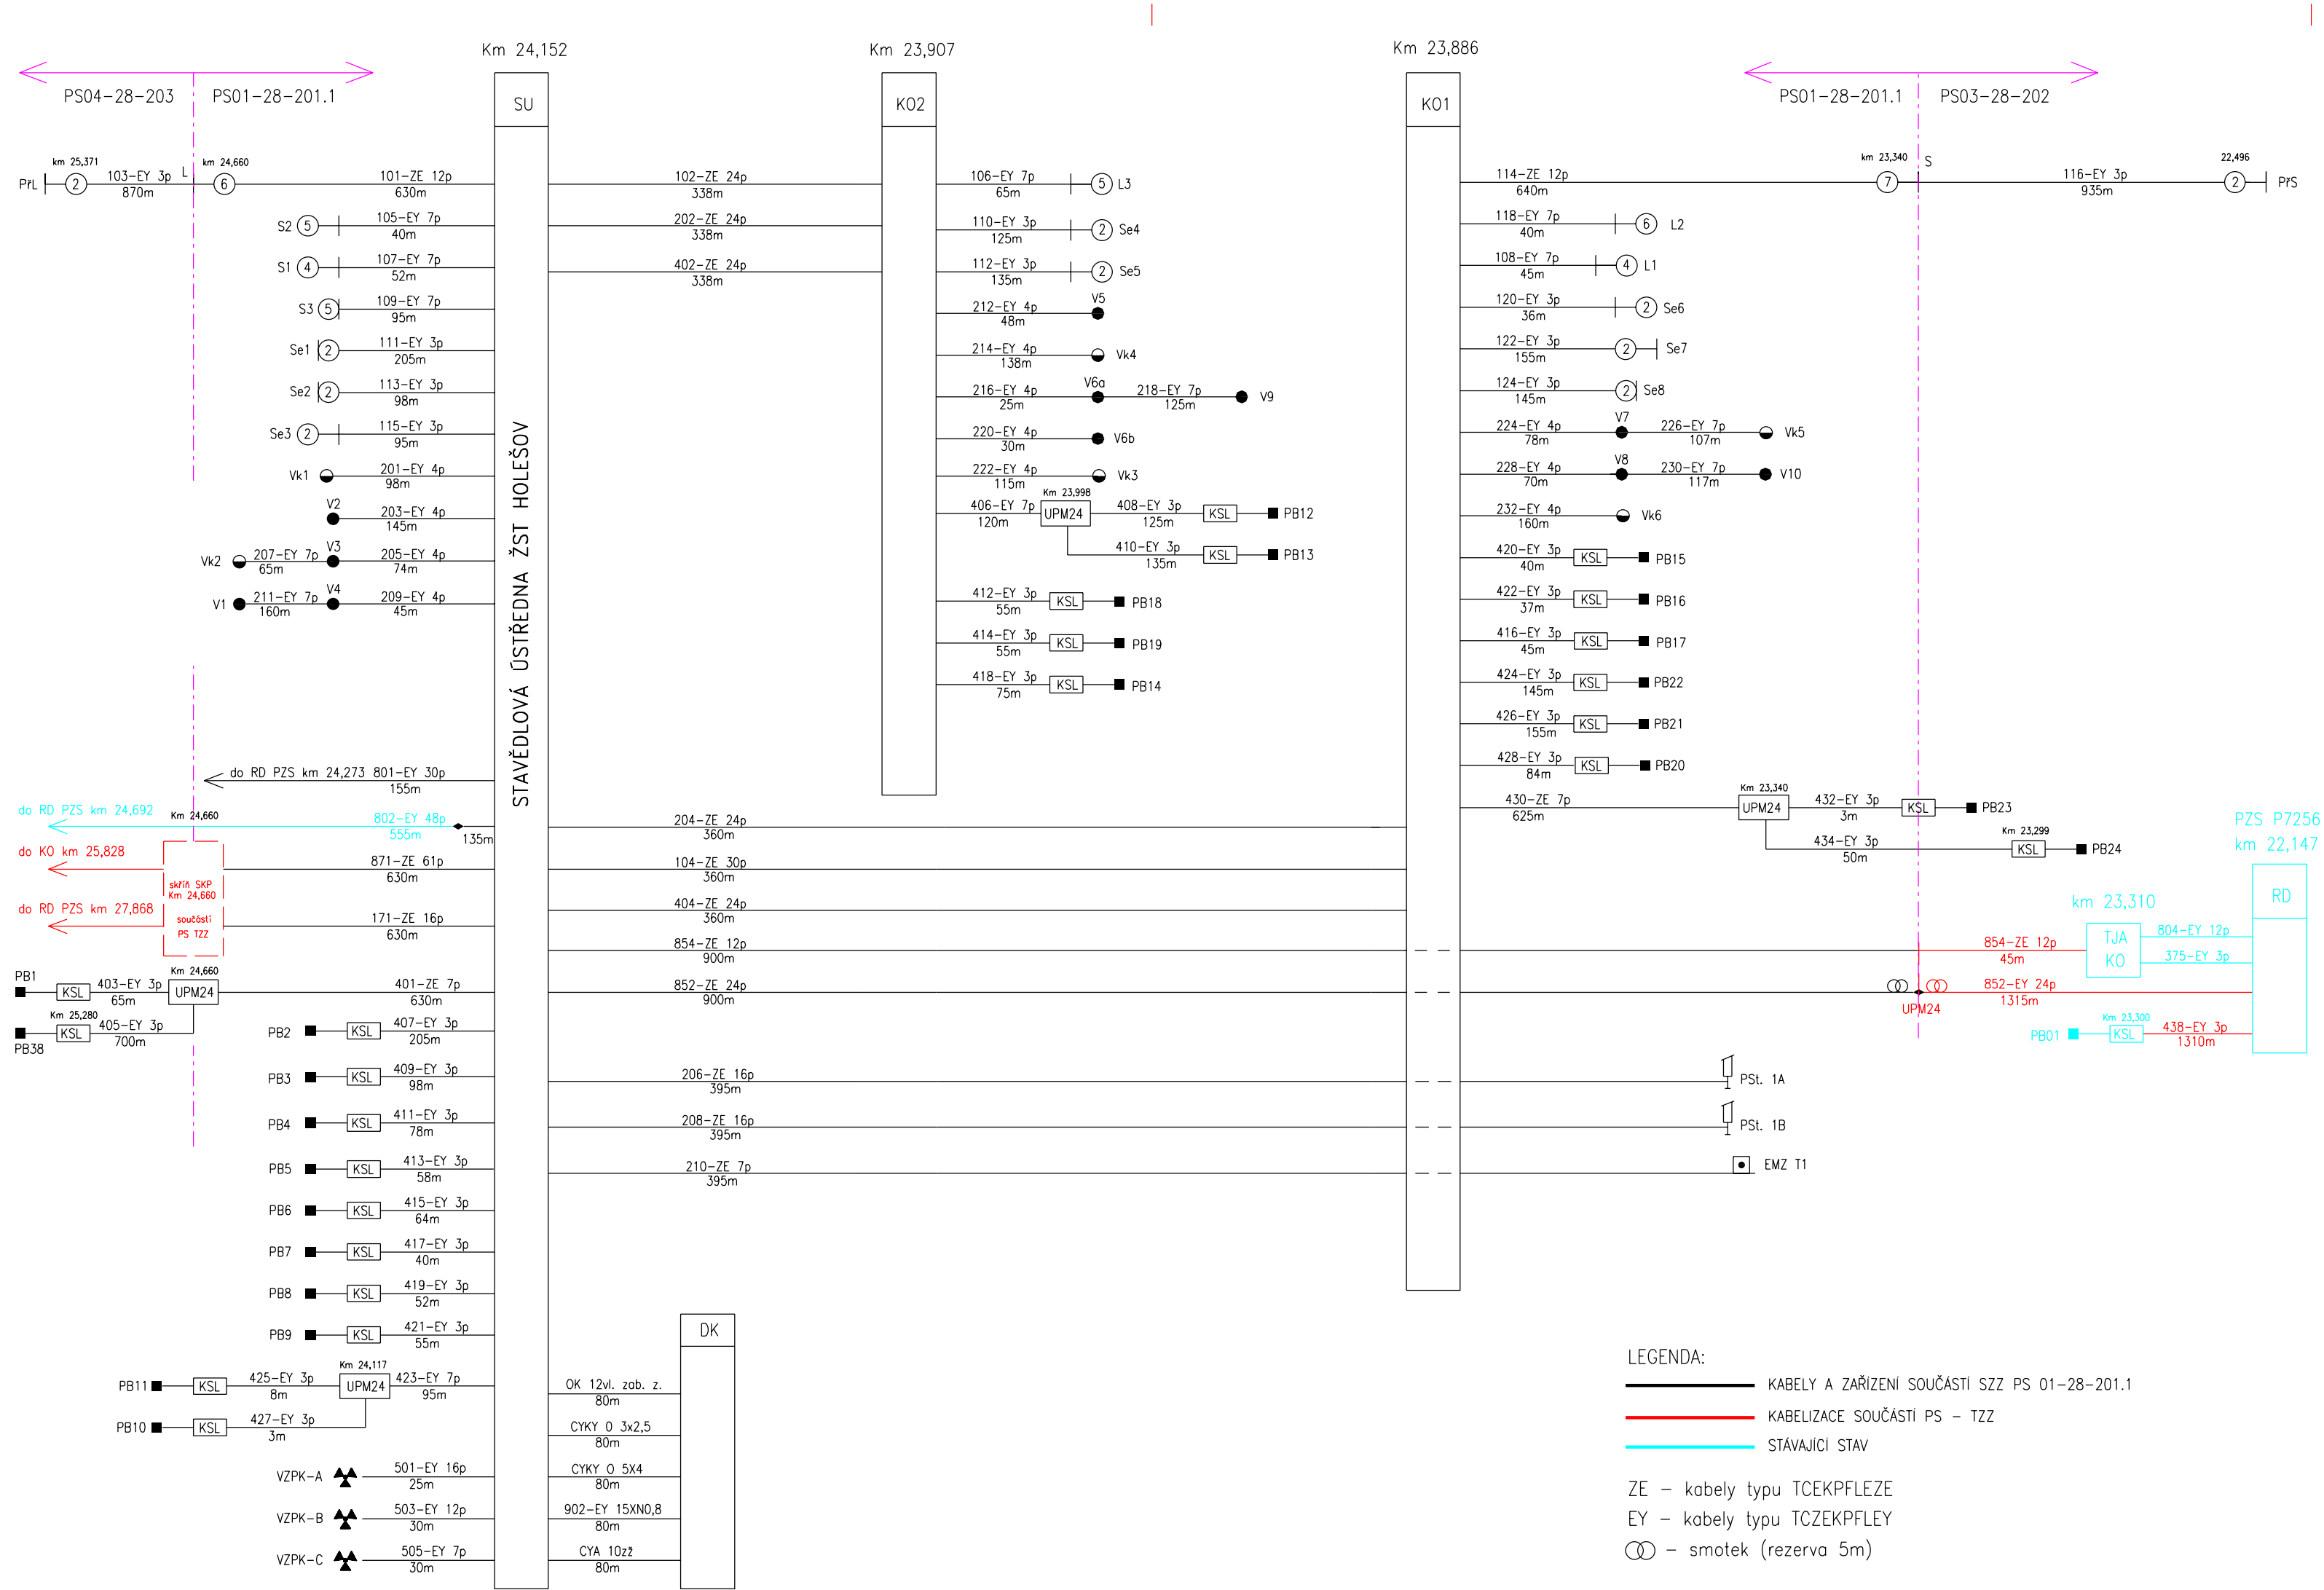 Km 24,152
Km 23,907
Km 23,886
PS04-28-203
PS01-28-201.1
SU
KO2
KO1
PS01-28-201.1
PS03-28-202
PřL
km 25,371
2
103-EY 3p
870m
L
km 24,660
6
101-ZE 12p
630m
S2
5
105-EY 7p
40m
S1
4
107-EY 7p
52m
S3
5
109-EY 7p
95m
Se1
2
111-EY 3p
205m
Se2
2
113-EY 3p
98m
Se3
2
115-EY 3p
95m
Vk1
201-EY 4p
98m
V2
203-EY 4p
145m
Vk2
207-EY 7p
65m
V3
205-EY 4p
74m
V1
211-EY 7p
160m
V4
209-EY 4p
45m
do RD PZS km 24,273 801-EY 30p
155m
do RD PZS km 24,692
Km 24,660
802-EY 48p
555m
135m
do KO km 25,828
871-ZE 61p
630m
skříň SKP
Km 24,660
součástí
PS TZZ
do RD PZS km 27,868
171-ZE 16p
630m
PB1
KSL
403-EY 3p
65m
Km 24,660
UPM24
401-ZE 7p
630m
PB38
Km 25,280
KSL
405-EY 3p
700m
PB2
KSL
407-EY 3p
205m
PB3
KSL
409-EY 3p
98m
PB4
KSL
411-EY 3p
78m
PB5
KSL
413-EY 3p
58m
PB6
KSL
415-EY 3p
64m
PB7
KSL
417-EY 3p
40m
PB8
KSL
419-EY 3p
52m
PB9
KSL
421-EY 3p
55m
PB11
KSL
425-EY 3p
8m
Km 24,117
UPM24
423-EY 7p
95m
PB10
KSL
427-EY 3p
3m
VZPK-A
501-EY 16p
25m
VZPK-B
503-EY 12p
30m
VZPK-C
505-EY 7p
30m
STAVĚDLOVÁ ÚSTŘEDNA ŽST HOLEŠOV
102-ZE 24p
338m
202-ZE 24p
338m
402-ZE 24p
338m
204-ZE 24p
360m
104-ZE 30p
360m
404-ZE 24p
360m
854-ZE 12p
900m
852-ZE 24p
900m
206-ZE 16p
395m
208-ZE 16p
395m
210-ZE 7p
395m
DK
OK 12vl. zab. z.
80m
CYKY O 3x2,5
80m
CYKY O 5X4
80m
902-EY 15XN0,8
80m
CYA 10zž
80m
106-EY 7p
65m
5
L3
110-EY 3p
125m
2
Se4
112-EY 3p
135m
2
Se5
212-EY 4p
48m
V5
214-EY 4p
138m
Vk4
216-EY 4p
25m
V6a
218-EY 7p
125m
V9
220-EY 4p
30m
V6b
222-EY 4p
115m
Vk3
406-EY 7p
120m
Km 23,998
UPM24
408-EY 3p
125m
KSL
PB12
410-EY 3p
135m
KSL
PB13
412-EY 3p
55m
KSL
PB18
414-EY 3p
55m
KSL
PB19
418-EY 3p
75m
KSL
PB14
114-ZE 12p
640m
km 23,340
7
S
116-EY 3p
935m
22,496
2
PřS
118-EY 7p
40m
6
L2
108-EY 7p
45m
4
L1
120-EY 3p
36m
2
Se6
122-EY 3p
155m
2
Se7
124-EY 3p
145m
2
Se8
224-EY 4p
78m
V7
226-EY 7p
107m
Vk5
228-EY 4p
70m
V8
230-EY 7p
117m
V10
232-EY 4p
160m
Vk6
420-EY 3p
40m
KSL
PB15
422-EY 3p
37m
KSL
PB16
416-EY 3p
45m
KSL
PB17
424-EY 3p
145m
KSL
PB22
426-EY 3p
155m
KSL
PB21
428-EY 3p
84m
KSL
PB20
430-ZE 7p
625m
Km 23,340
UPM24
432-EY 3p
3m
KSL
PB23
434-EY 3p
50m
Km 23,299
KSL
PB24
PZS P7256
km 22,147
RD
km 23,310
TJA
KO
854-ZE 12p
45m
804-EY 12p
375-EY 3p
852-EY 24p
1315m
UPM24
PB01
Km 23,300
KSL
438-EY 3p
1310m
PSt. 1A
PSt. 1B
EMZ T1
LEGENDA:
KABELY A ZAŘÍZENÍ SOUČÁSTÍ SZZ PS 01-28-201.1
KABELIZACE SOUČÁSTÍ PS - TZZ
STÁVAJÍCÍ STAV
ZE - kabely typu TCEKPFLEZE
EY - kabely typu TCZEKPFLEY
- smotek (rezerva 5m)